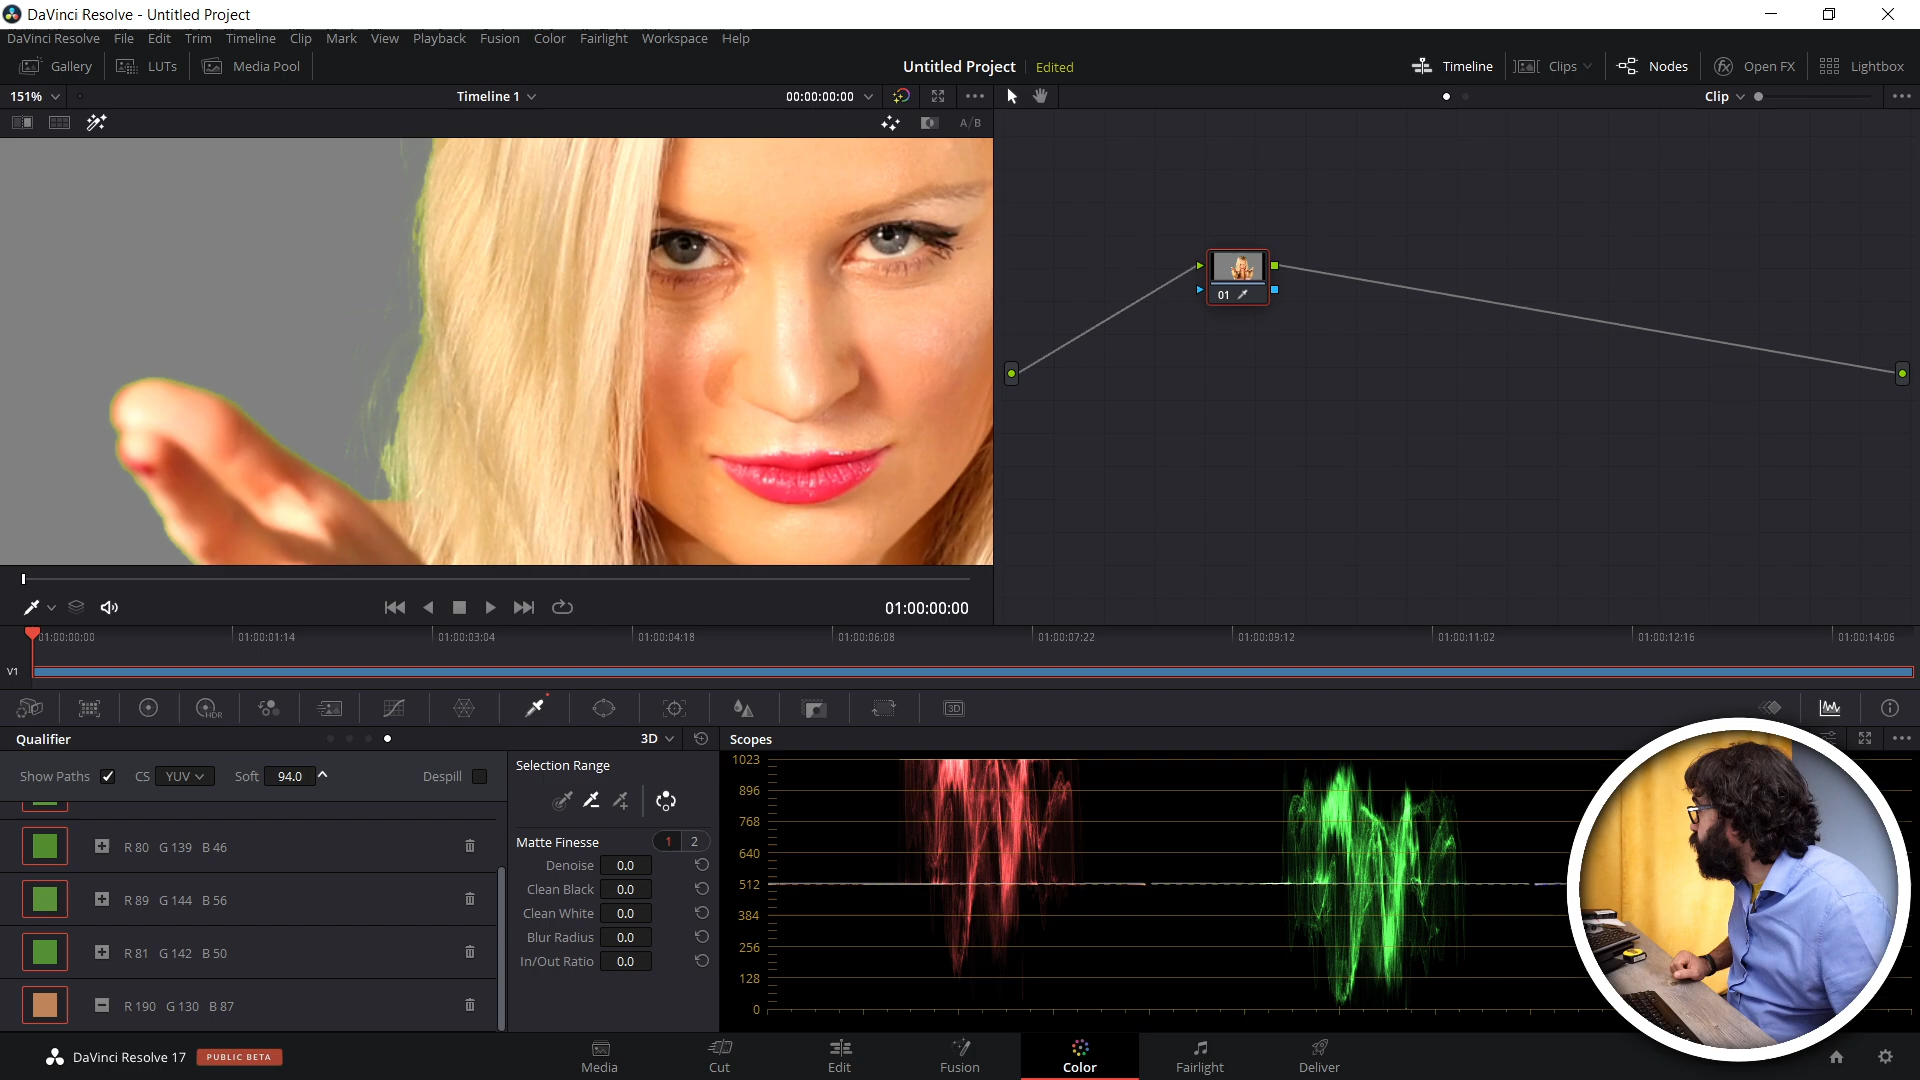 DaVinci Resolve - Untitled Project
DaVinci Resolve File Edit Trim Timeline Clip Mark View Playback Fusion Color Fairlight Workspace Help
Gallery LUTs Media Pool Untitled Project Edited Timeline Clips Nodes Open FX Lightbox
151% Timeline 1 00:00:00:00 Clip
A/B
01
01:00:00:00
01:00:00:00 01:00:01:14 01:00:03:04 01:00:04:18 01:00:06:08 01:00:07:22 01:00:09:12 01:00:11:02 01:00:12:16 01:00:14:06
V1
HDR 3D
Qualifier 3D Scopes
Show Paths CS YUV Soft 94.0 Despill
Selection Range
R 80 G 139 B 46
R 89 G 144 B 56
R 81 G 142 B 50
R 190 G 130 B 87
Matte Finesse 1 2
Denoise 0.0
Clean Black 0.0
Clean White 0.0
Blur Radius 0.0
In/Out Ratio 0.0
1023
896
768
640
512
384
256
128
0
DaVinci Resolve 17 PUBLIC BETA Media Cut Edit Fusion Color Fairlight Deliver